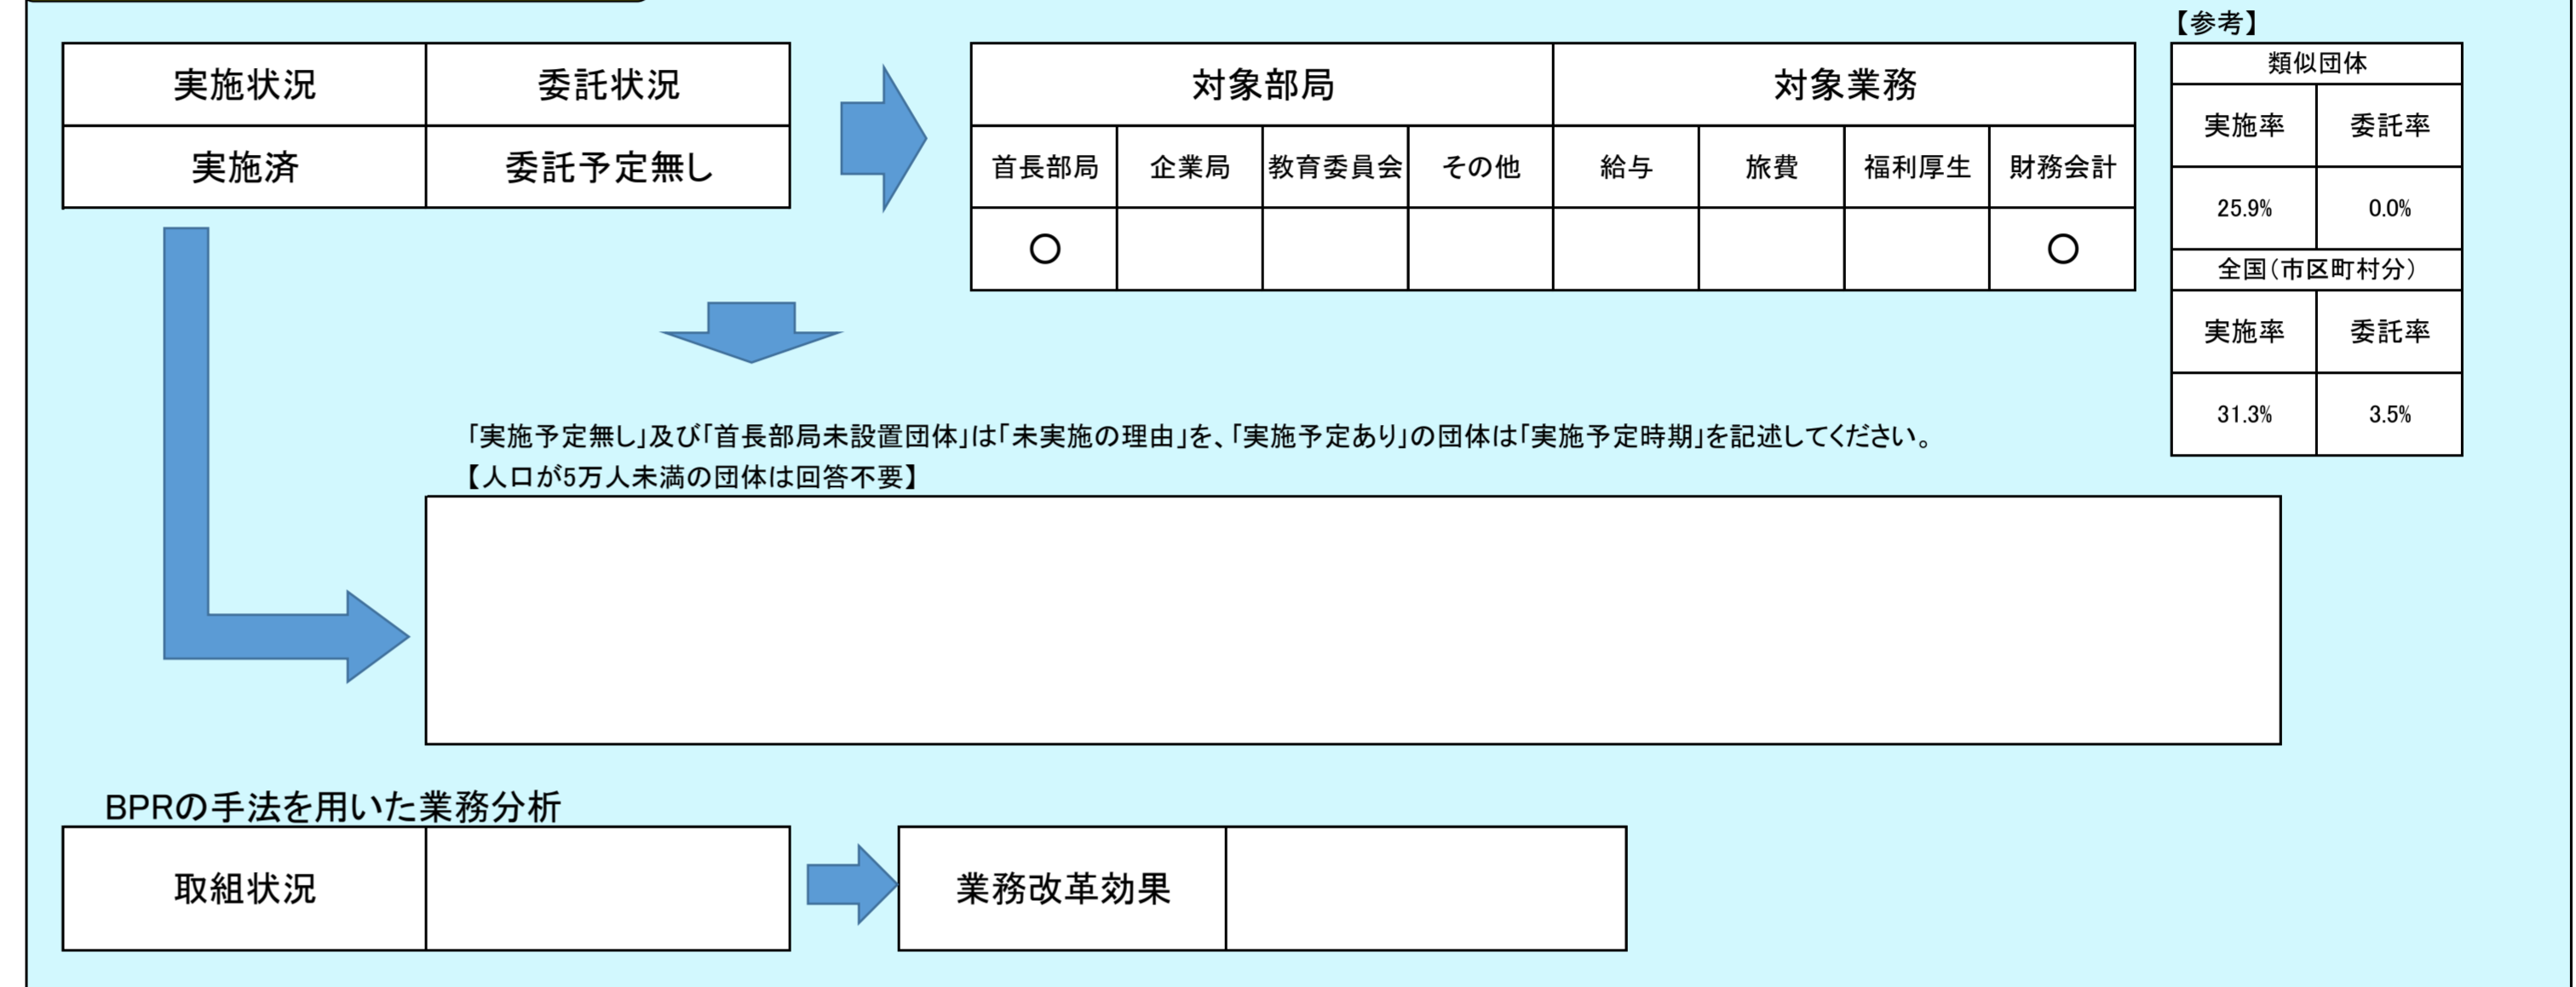 【参考】
実施状況 委託状況
実施済 委託予定無し
対象部局 対象業務
首長部局 企業局 教育委員会 その他 給与 旅費 福利厚生 財務会計
○ ○
類似団体
実施率 委託率
25.9% 0.0%
全国(市区町村分)
実施率 委託率
31.3% 3.5%
「実施予定無し」及び「首長部局未設置団体」は「未実施の理由」を、「実施予定あり」の団体は「実施予定時期」を記述してください。
【人口が5万人未満の団体は回答不要】
BPRの手法を用いた業務分析
取組状況 業務改革効果